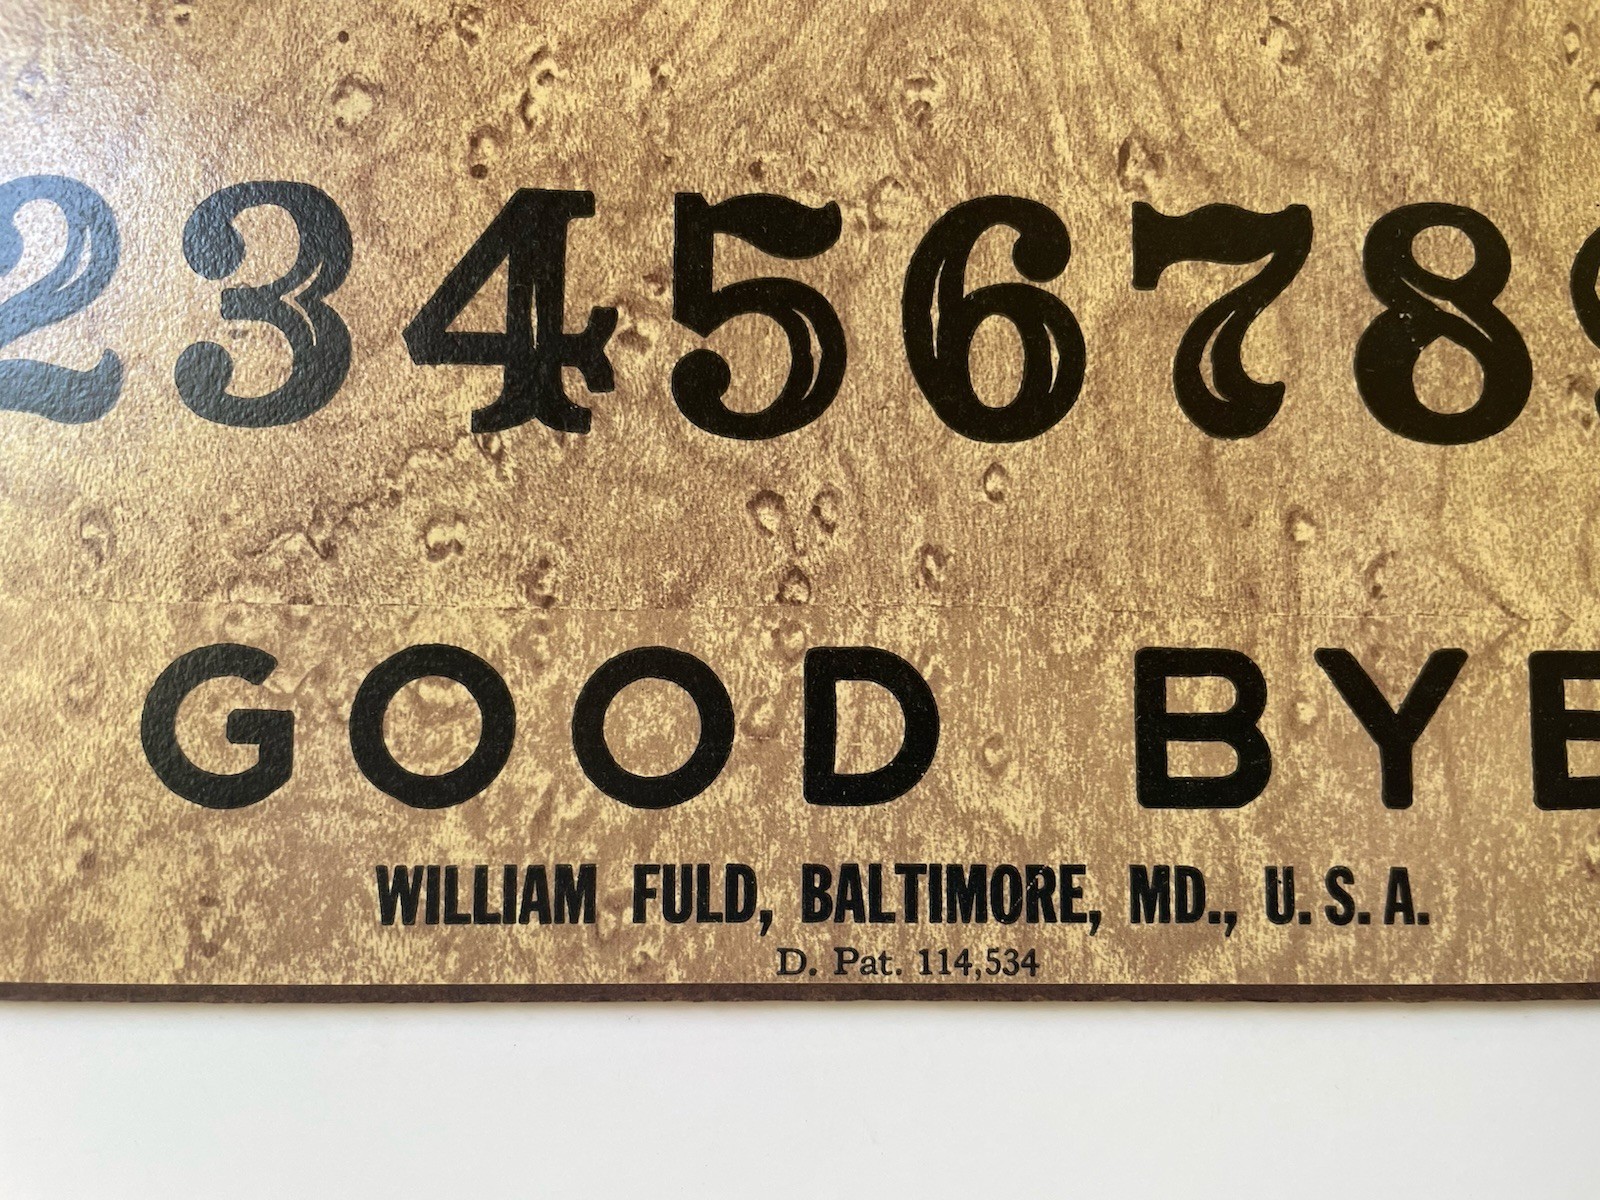 2345678
GOOD BYE
WILLIAM FULD, BALTIMORE, MD., U.S.A.
D. Pat. 114,534